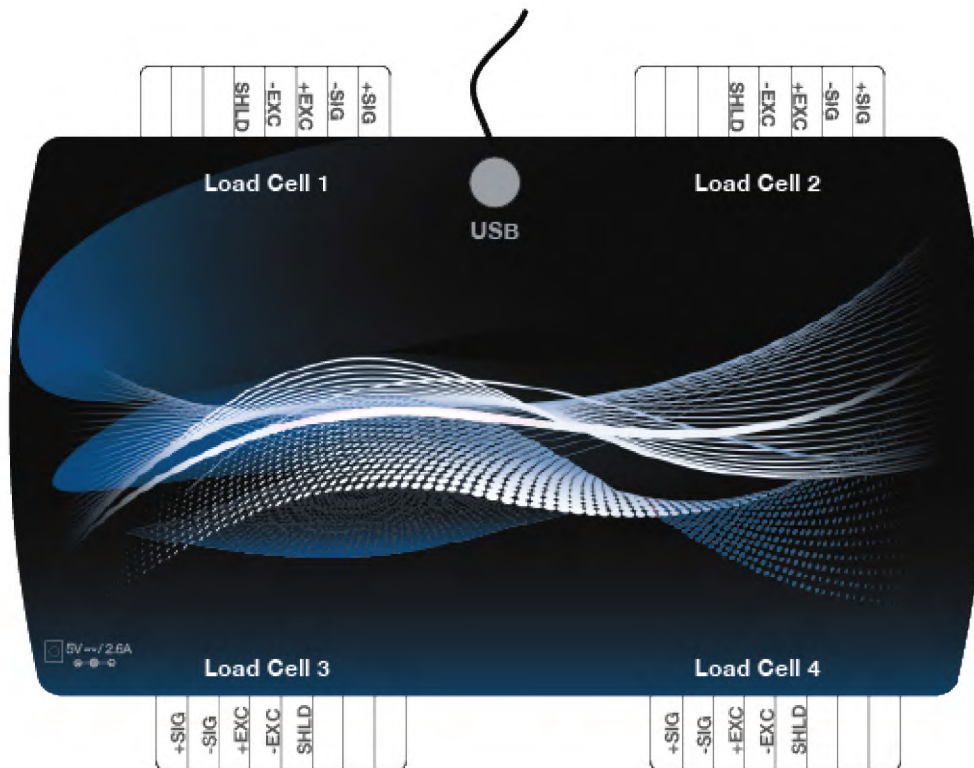 SHLD -EXC +EXC -SIG +SIG
SHLD -EXC +EXC -SIG +SIG
Load Cell 1
Load Cell 2
USB
5V⎓/ 2.6A
Load Cell 3
Load Cell 4
+SIG -SIG +EXC -EXC SHLD
+SIG -SIG +EXC -EXC SHLD